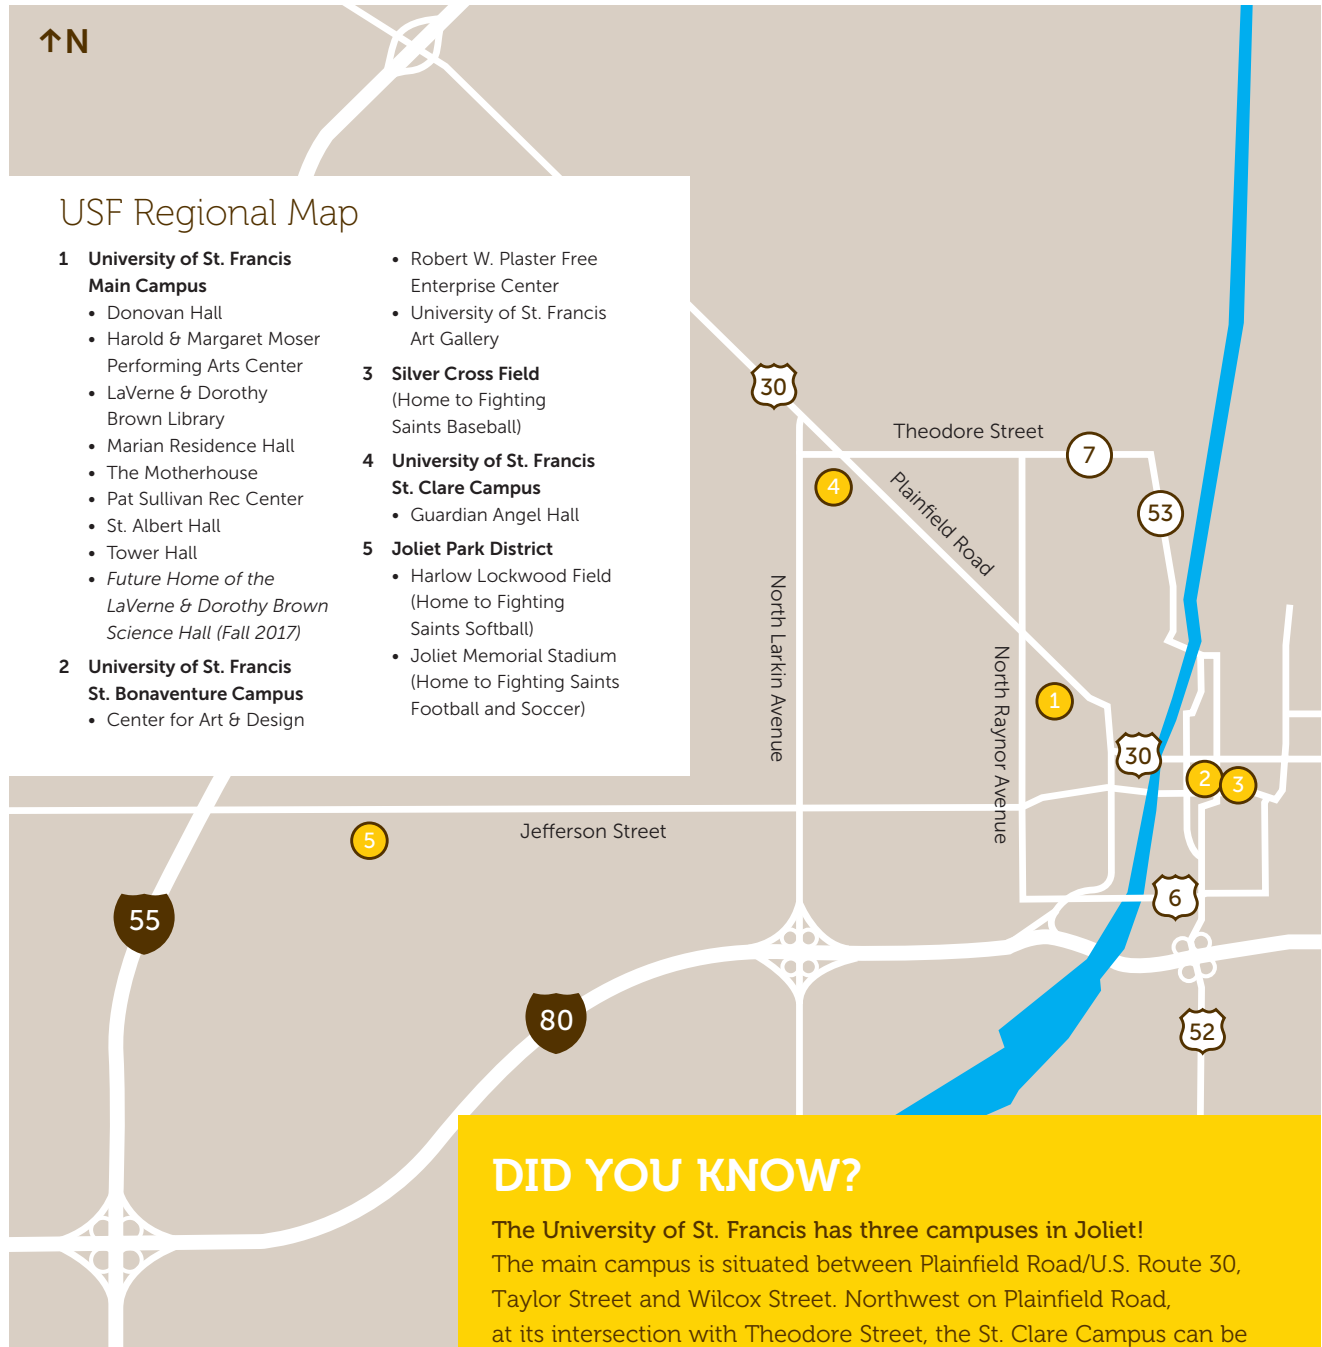 ↑N
USF Regional Map
1 University of St. Francis
Main Campus
• Donovan Hall
• Harold & Margaret Moser
Performing Arts Center
• LaVerne & Dorothy
Brown Library
• Marian Residence Hall
• The Motherhouse
• Pat Sullivan Rec Center
• St. Albert Hall
• Tower Hall
• Future Home of the
LaVerne & Dorothy Brown
Science Hall (Fall 2017)
2 University of St. Francis
St. Bonaventure Campus
• Center for Art & Design
• Robert W. Plaster Free
Enterprise Center
• University of St. Francis
Art Gallery
3 Silver Cross Field
(Home to Fighting
Saints Baseball)
4 University of St. Francis
St. Clare Campus
• Guardian Angel Hall
5 Joliet Park District
• Harlow Lockwood Field
(Home to Fighting
Saints Softball)
• Joliet Memorial Stadium
(Home to Fighting Saints
Football and Soccer)
30
Theodore Street
7
4
Plainfield Road
53
North Larkin Avenue
North Raynor Avenue
1
30
2
3
Jefferson Street
5
6
55
80
52
DID YOU KNOW?
The University of St. Francis has three campuses in Joliet!
The main campus is situated between Plainfield Road/U.S. Route 30,
Taylor Street and Wilcox Street. Northwest on Plainfield Road,
at its intersection with Theodore Street, the St. Clare Campus can be